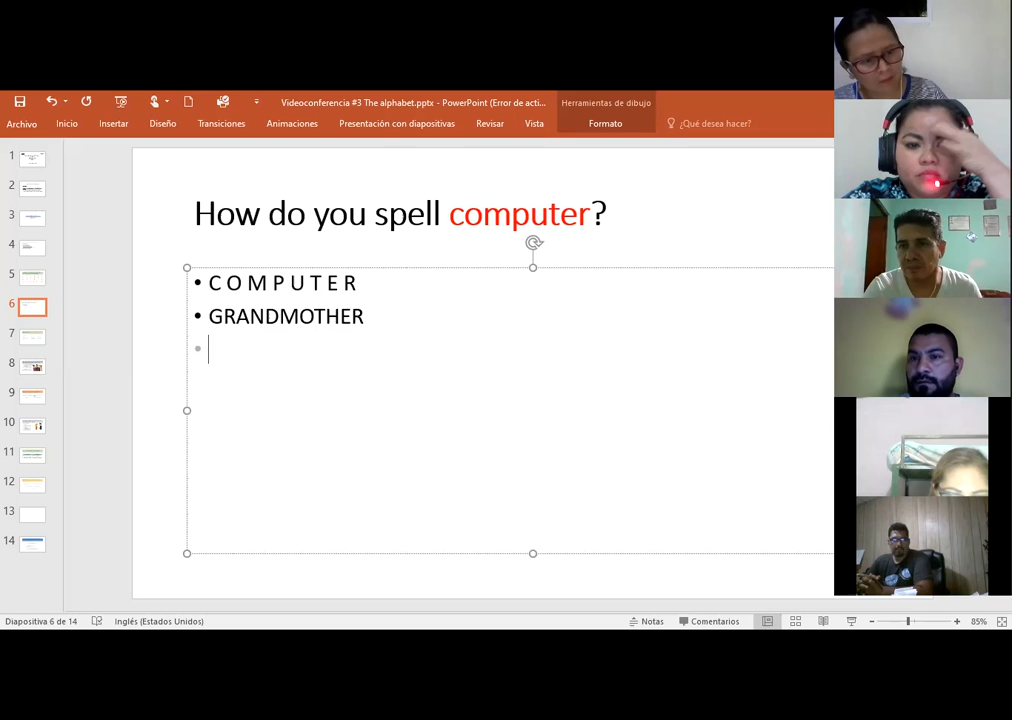 Videoconferencia #3 The alphabet.pptx - PowerPoint (Error de acti...
Herramientas de dibujo
Archivo Inicio Insertar Diseño Transiciones Animaciones Presentación con diapositivas Revisar Vista Formato ¿Qué desea hacer?
1
2
3
4
5
6
7
8
9
10
11
12
13
14
How do you spell computer?
• C O M P U T E R
• GRANDMOTHER
Diapositiva 6 de 14 Inglés (Estados Unidos) Notas Comentarios 85%